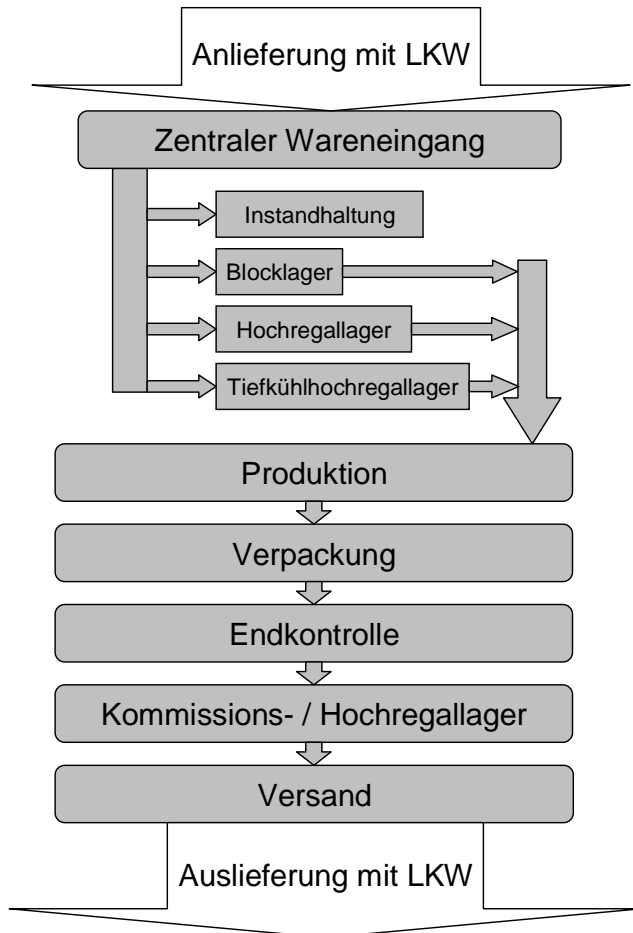 Anlieferung mit LKW
Zentraler Wareneingang
Instandhaltung
Blocklager
Hochregallager
Tiefkühlhochregallager
Produktion
Verpackung
Endkontrolle
Kommissions- / Hochregallager
Versand
Auslieferung mit LKW